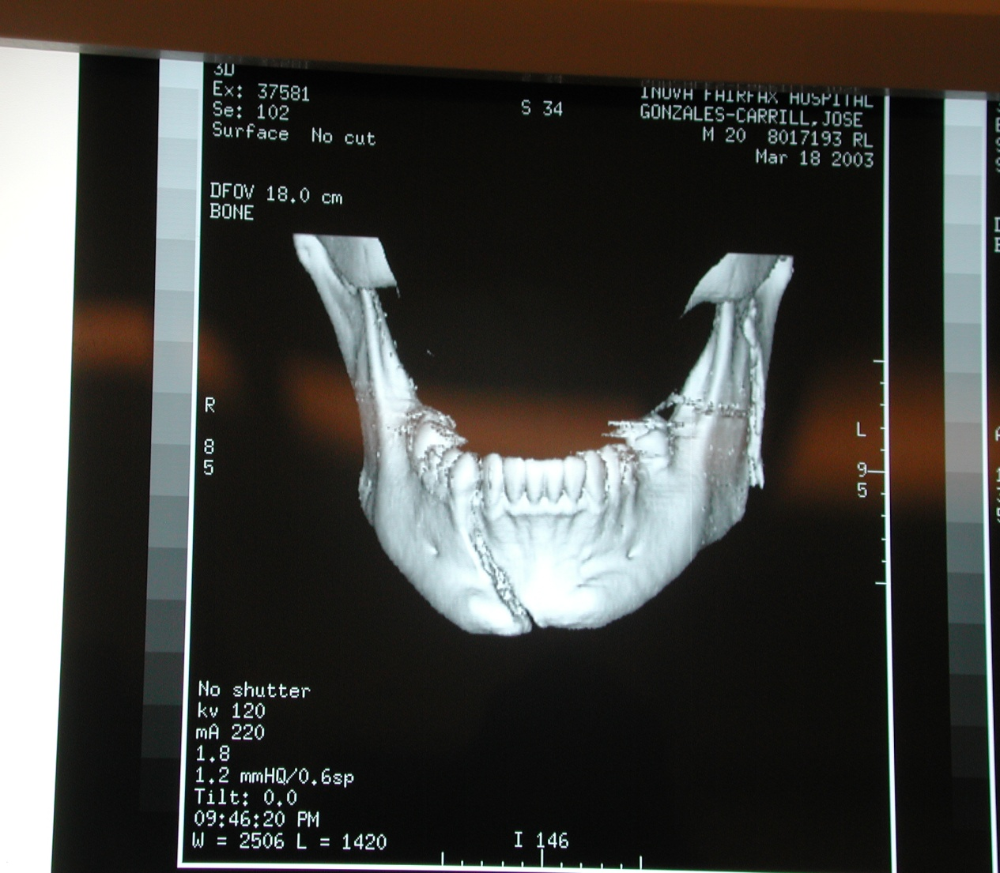 3D
Ex: 37581
Se: 102
Surface No cut
DFOV 18.0 cm
BONE
S 34
INOVA FAIRFAX HOSPITAL
GONZALES-CARRILL,JOSE
M 20 8017193 RL
Mar 18 2003
R
8
5
L
9
5
No shutter
kv 120
mA 220
1.8
1.2 mmHQ/0.6sp
Tilt: 0.0
09:46:20 PM
W = 2506 L = 1420
I 146